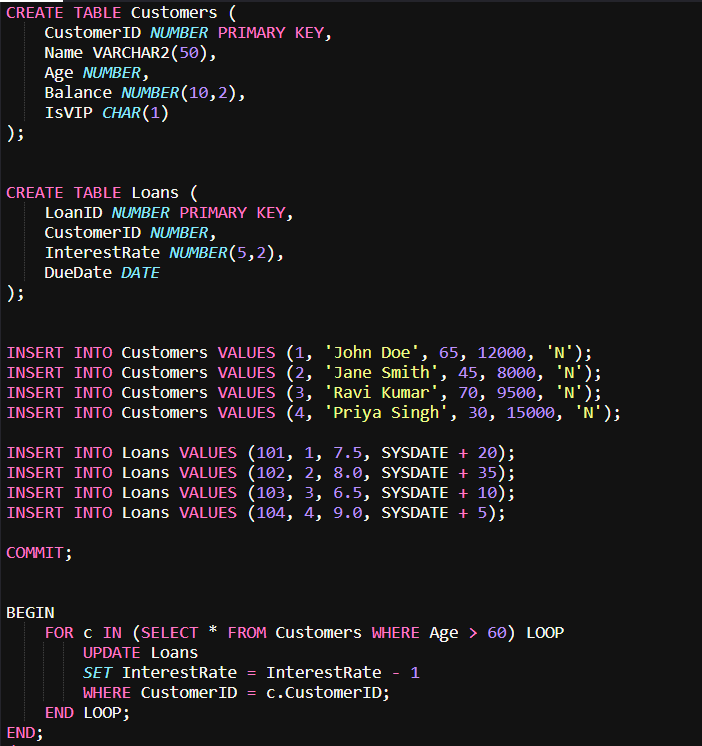 CREATE TABLE Customers (
    CustomerID NUMBER PRIMARY KEY,
    Name VARCHAR2(50),
    Age NUMBER,
    Balance NUMBER(10,2),
    IsVIP CHAR(1)
);
CREATE TABLE Loans (
    LoanID NUMBER PRIMARY KEY,
    CustomerID NUMBER,
    InterestRate NUMBER(5,2),
    DueDate DATE
);
INSERT INTO Customers VALUES (1, 'John Doe', 65, 12000, 'N');
INSERT INTO Customers VALUES (2, 'Jane Smith', 45, 8000, 'N');
INSERT INTO Customers VALUES (3, 'Ravi Kumar', 70, 9500, 'N');
INSERT INTO Customers VALUES (4, 'Priya Singh', 30, 15000, 'N');
INSERT INTO Loans VALUES (101, 1, 7.5, SYSDATE + 20);
INSERT INTO Loans VALUES (102, 2, 8.0, SYSDATE + 35);
INSERT INTO Loans VALUES (103, 3, 6.5, SYSDATE + 10);
INSERT INTO Loans VALUES (104, 4, 9.0, SYSDATE + 5);
COMMIT;
BEGIN
    FOR c IN (SELECT * FROM Customers WHERE Age > 60) LOOP
        UPDATE Loans
        SET InterestRate = InterestRate - 1
        WHERE CustomerID = c.CustomerID;
    END LOOP;
END;